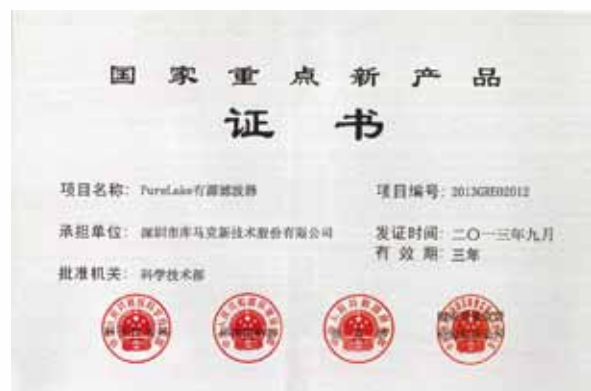 国家重点新产品
证书
项目名称：PureLake有源滤波器
项目编号：2013GRE02012
承担单位：深圳市库马克新技术股份有限公司
发证时间：二〇一三年九月
有效期：三年
批准机关：科学技术部